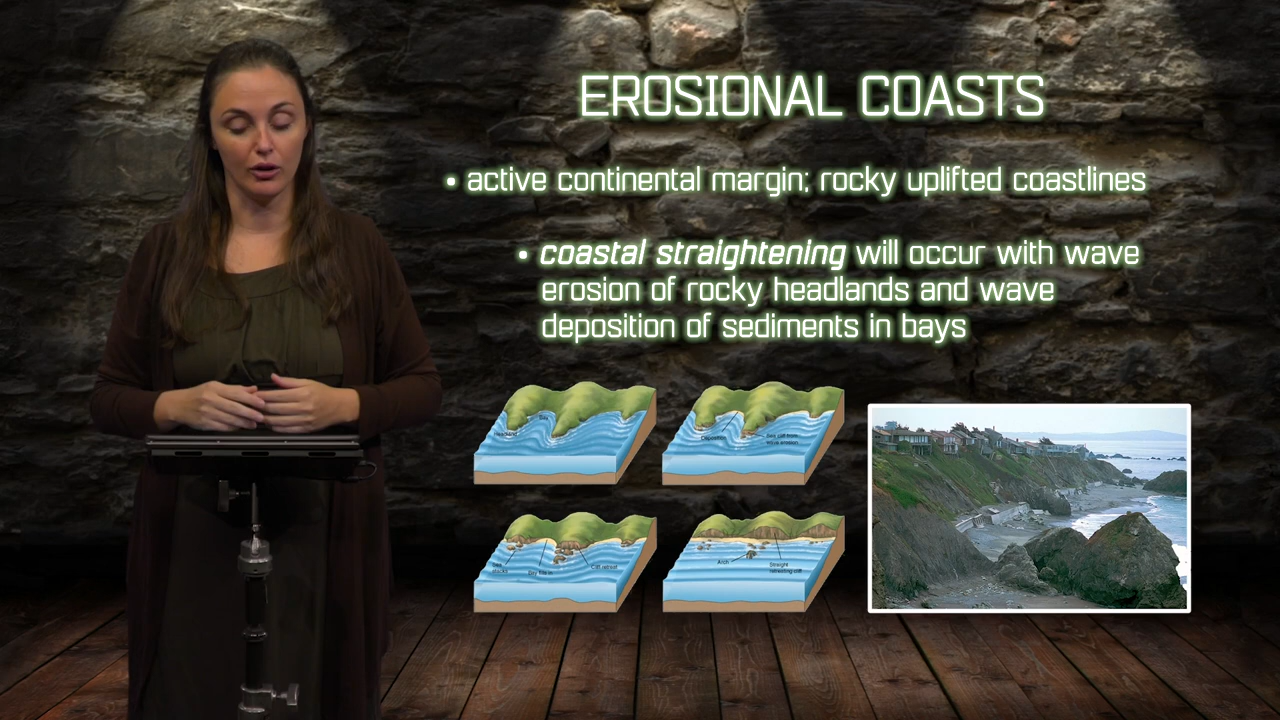 EROSIONAL COASTS
• active continental margin; rocky uplifted coastlines
• coastal straightening will occur with wave
erosion of rocky headlands and wave
deposition of sediments in bays
Headland
Bay
Deposition
Sea cliff from
wave erosion
Sea
stacks
Bay fills in
Cliff retreat
Arch
Straight
retreating cliff